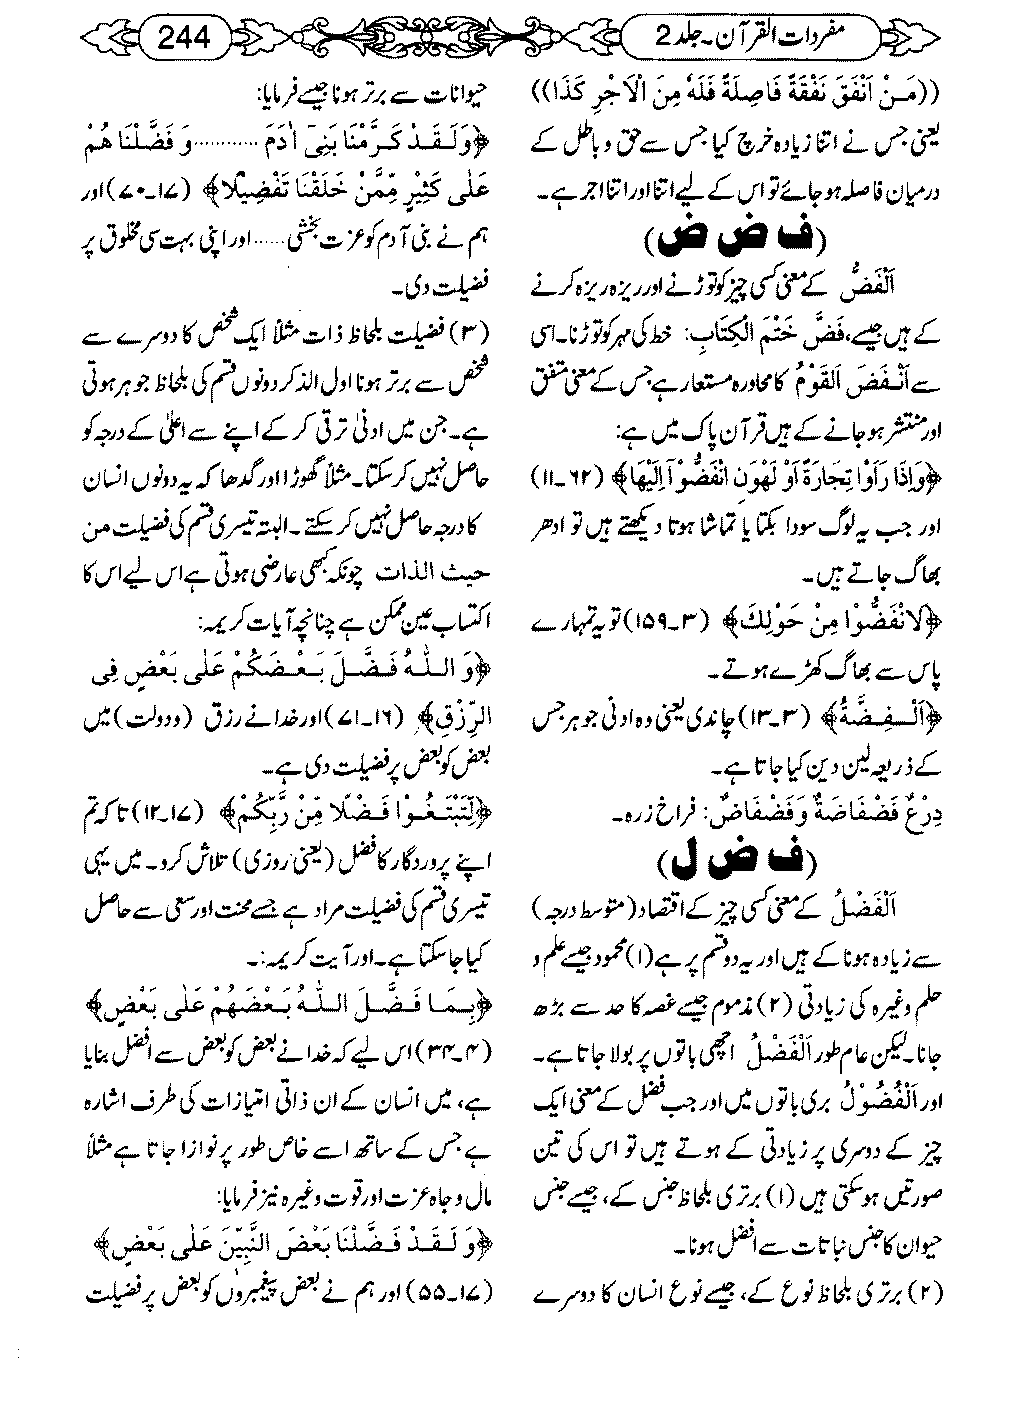 مفردات القرآن ۔ جلد 2
244
((مَنْ اَنْفَقَ نَفْقَةً فَاصِلَةً فَلَهٗ مِنَ الْاَجْرِ كَذَا))
یعنی جس نے اتنا زیادہ خرچ کیا جس سے حق و باطل کے
درمیان فاصلہ ہو جائے تو اس کے لیے اتنا اور اتنا اجر ہے۔
(ف ض ض)
اَلْفَضُّ کے معنی کسی چیز کو توڑنے اور ریزہ ریزہ کرنے
کے ہیں جیسے، فَضَّ خَتْمَ الْكِتَابِ: خط کی مہر کو توڑنا۔ اسی
سے اَنْفَضَ الْقَوْمُ کا محاورہ مستعار ہے جس کے معنی متفق
اور منتشر ہو جانے کے ہیں قرآن پاک میں ہے:
﴿وَاِذَا رَاَوْا تِجَارَةً اَوْ لَهْوَنِ انْفَضُّوْآ اِلَيْهَا﴾ (۶۲۔۱۱)
اور جب یہ لوگ سودا بکتا یا تماشا ہوتا دیکھتے ہیں تو ادھر
بھاگ جاتے ہیں۔
﴿لَانْفَضُّوْا مِنْ حَوْلِكَ﴾ (۳۔۱۵۹) تو یہ تمہارے
پاس سے بھاگ کھڑے ہوتے۔
﴿اَلْفِضَّةُ﴾ (۳۔۱۳) چاندی یعنی وہ ادنی جوہر جس
کے ذریعہ لین دین کیا جاتا ہے۔
دِرْعٌ فَضْفَاضَةٌ وَفَضْفَاضٌ: فراخ زرہ۔
(ف ض ل)
اَلْفَضْلُ کے معنی کسی چیز کے اقتصاد (متوسط درجہ)
سے زیادہ ہونا کے ہیں اور یہ دو قسم پر ہے (۱) محمود جیسے علم و
حلم وغیرہ کی زیادتی (۲) مذموم جیسے غصہ کا حد سے بڑھ
جانا۔ لیکن عام طور اَلْفَضْلُ اچھی باتوں پر بولا جاتا ہے۔
اور اَلْفُضُوْلُ بری باتوں میں اور جب فضل کے معنی ایک
چیز کے دوسری پر زیادتی کے ہوتے ہیں تو اس کی تین
صورتیں ہو سکتی ہیں (۱) برتری بلحاظ جنس کے، جیسے جنس
حیوان کا جنس نباتات سے افضل ہونا۔
(۲) برتری بلحاظ نوع کے، جیسے نوع انسان کا دوسرے
حیوانات سے برتر ہونا جیسے فرمایا:
﴿وَلَقَدْ كَرَّمْنَا بَنِیْٓ اٰدَمَ ........... وَ فَضَّلْنَا هُمْ
عَلٰى كَثِيْرٍ مِّمَّنْ خَلَقْنَا تَفْضِيْلًا﴾ (۱۷۔۷۰) اور
ہم نے بنی آدم کو عزت بخشی ...... اور اپنی بہت سی مخلوق پر
فضیلت دی۔
(۳) فضیلت بلحاظ ذات مثلاً ایک شخص کا دوسرے سے
شخص سے برتر ہونا اول الذکر دونوں قسم کی بلحاظ جوہر ہوتی
ہے۔ جن میں ادنیٰ ترقی کر کے اپنے سے اعلیٰ کے درجہ کو
حاصل نہیں کر سکتا۔ مثلاً گھوڑا اور گدھا کہ یہ دونوں انسان
کا درجہ حاصل نہیں کر سکتے۔ البتہ تیسری قسم کی فضیلت من
حیث الذات چونکہ کبھی عارضی ہوتی ہے اس لیے اس کا
اکتساب عین ممکن ہے چنانچہ آیات کریمہ:
﴿وَ اللّٰهُ فَضَّلَ بَعْضَكُمْ عَلٰى بَعْضٍ فِی
الرِّزْقِ﴾ (۱۶۔۷۱) اور خدا نے رزق (و دولت) میں
بعض کو بعض پر فضیلت دی ہے۔
﴿لِتَبْتَغُوْا فَضْلًا مِّنْ رَّبِّكُمْ﴾ (۱۷۔۱۲) تا کہ تم
اپنے پروردگار کا فضل (یعنی روزی) تلاش کرو۔ میں یہی
تیسری قسم کی فضیلت مراد ہے جسے محنت اور سعی سے حاصل
کیا جا سکتا ہے۔ اور آیت کریمہ:۔
﴿بِمَا فَضَّلَ اللّٰهُ بَعْضَهُمْ عَلٰى بَعْضٍ﴾
(۴۔۳۴) اس لیے کہ خدا نے بعض کو بعض سے افضل بنایا
ہے، میں انسان کے ان ذاتی امتیازات کی طرف اشارہ
ہے جس کے ساتھ اسے خاص طور پر نوازا جاتا ہے مثلاً
مال و جاہ عزت اور قوت وغیرہ نیز فرمایا:
﴿وَ لَقَدْ فَضَّلْنَا بَعْضَ النَّبِيّٖنَ عَلٰى بَعْضٍ﴾
(۱۷۔۵۵) اور ہم نے بعض پیغمبروں کو بعض پر فضیلت